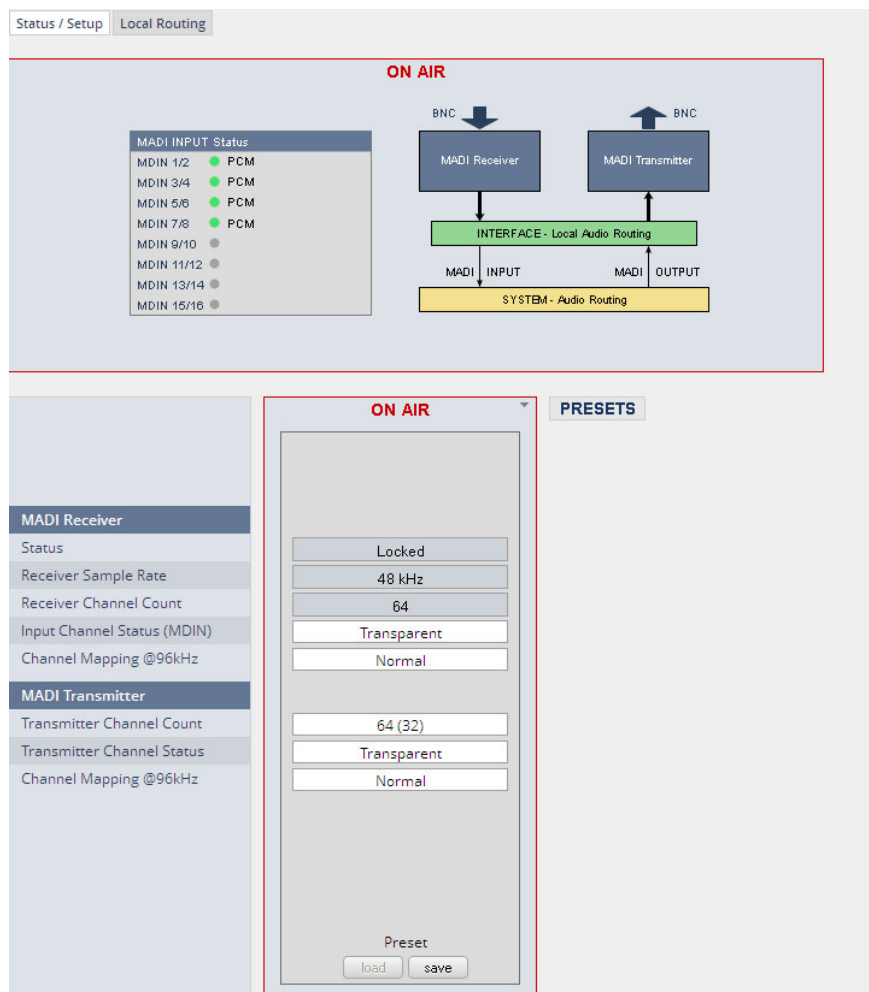 Status / Setup Local Routing
ON AIR
BNC BNC
MADI INPUT Status
MDIN 1/2 PCM
MDIN 3/4 PCM
MDIN 5/6 PCM
MDIN 7/8 PCM
MDIN 9/10
MDIN 11/12
MDIN 13/14
MDIN 15/16
MADI Receiver MADI Transmitter
INTERFACE - Local Audio Routing
MADI INPUT MADI OUTPUT
SYSTEM - Audio Routing
ON AIR PRESETS
MADI Receiver
Status Locked
Receiver Sample Rate 48 kHz
Receiver Channel Count 64
Input Channel Status (MDIN) Transparent
Channel Mapping @96kHz Normal
MADI Transmitter
Transmitter Channel Count 64 (32)
Transmitter Channel Status Transparent
Channel Mapping @96kHz Normal
Preset
load save